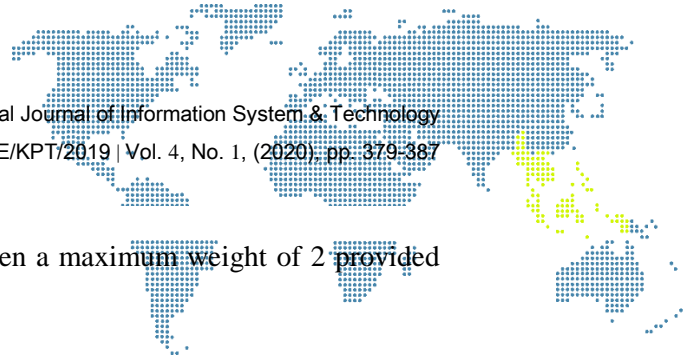 al Journal of Information System & Technology
E/KPT/2019 | Vol. 4, No. 1, (2020), pp. 379-387
en a maximum weight of 2 provided